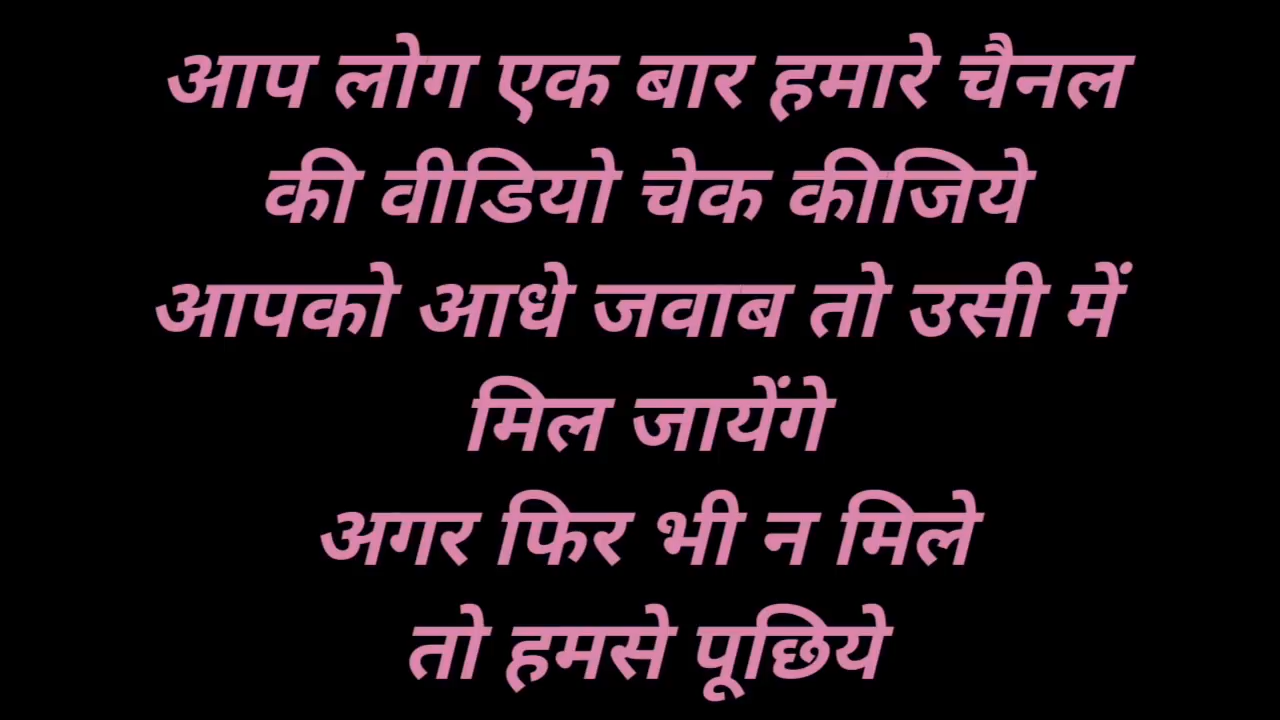 आप लोग एक बार हमारे चैनल
की वीडियो चेक कीजिये
आपको आधे जवाब तो उसी में
मिल जायेंगे
अगर फिर भी न मिले
तो हमसे पूछिये